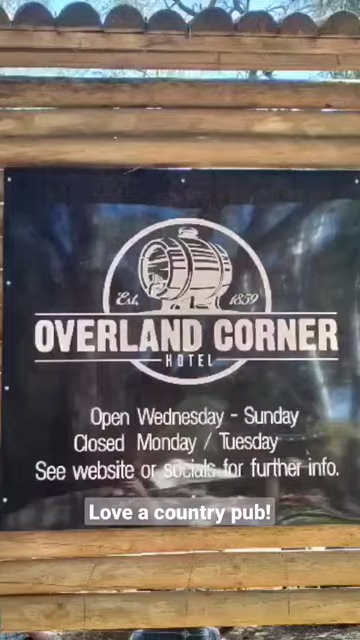 Est. 1859
OVERLAND CORNER
HOTEL
Open Wednesday - Sunday
Closed Monday / Tuesday
See website or socials for further info.
Love a country pub!